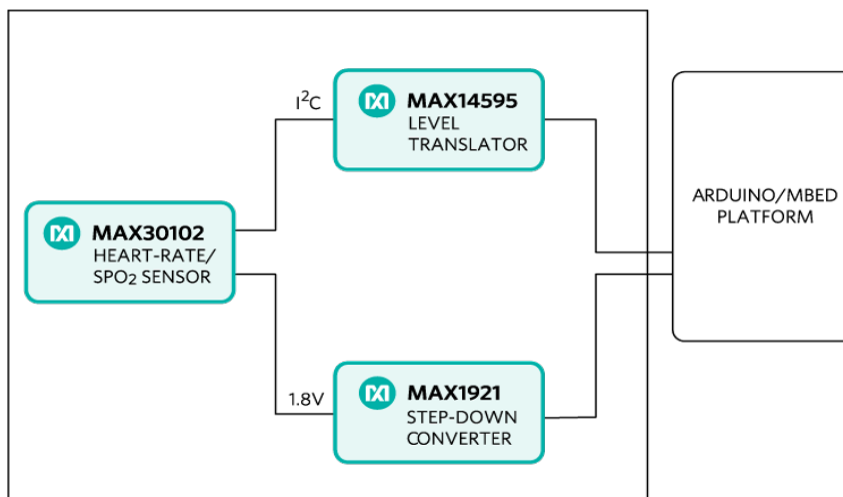 I²C
MAX14595
LEVEL
TRANSLATOR
MAX30102
HEART-RATE/
SPO₂ SENSOR
ARDUINO/MBED
PLATFORM
1.8V
MAX1921
STEP-DOWN
CONVERTER